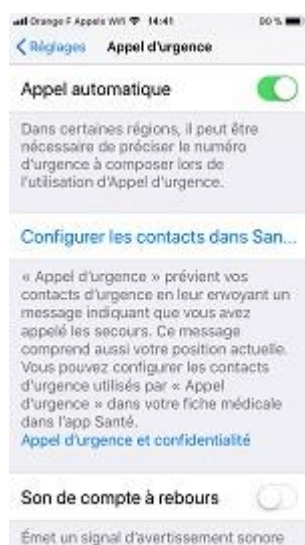 Orange F Appels Wifi 14:41 80 %
Réglages Appel d'urgence
Appel automatique
Dans certaines régions, il peut être
nécessaire de préciser le numéro
d'urgence à composer lors de
l'utilisation d'Appel d'urgence.
Configurer les contacts dans San...
« Appel d'urgence » prévient vos
contacts d'urgence en leur envoyant un
message indiquant que vous avez
appelé les secours. Ce message
comprend aussi votre position actuelle.
Vous pouvez configurer les contacts
d'urgence utilisés par « Appel
d'urgence » dans votre fiche médicale
dans l'app Santé.
Appel d'urgence et confidentialité
Son de compte à rebours
Émet un signal d'avertissement sonore